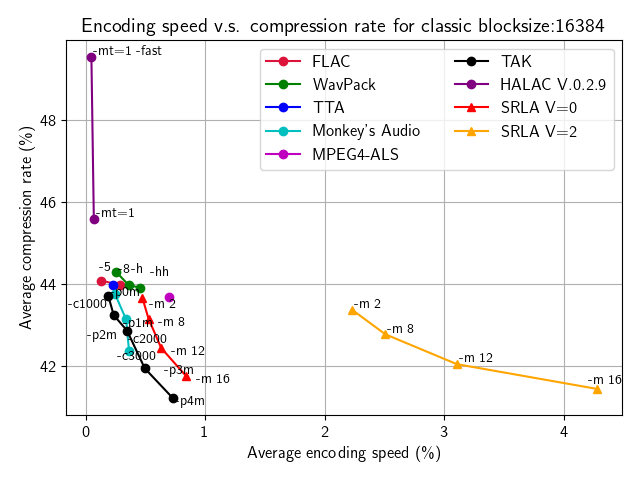 Encoding speed v.s. compression rate for classic blocksize:16384
-mt=1 -fast
FLAC
WavPack
TTA
Monkey's Audio
MPEG4-ALS
TAK
HALAC V.0.2.9
SRLA V=0
SRLA V=2
48
46
44
42
Average compression rate (%)
-mt=1
-5
-8
-h
-hh
-p0m
-c1000
-m 2
-p1m
-m 8
-p2m
-c2000
-c3000
-m 12
-p3m
-m 16
-p4m
-m 2
-m 8
-m 12
-m 16
0
1
2
3
4
Average encoding speed (%)